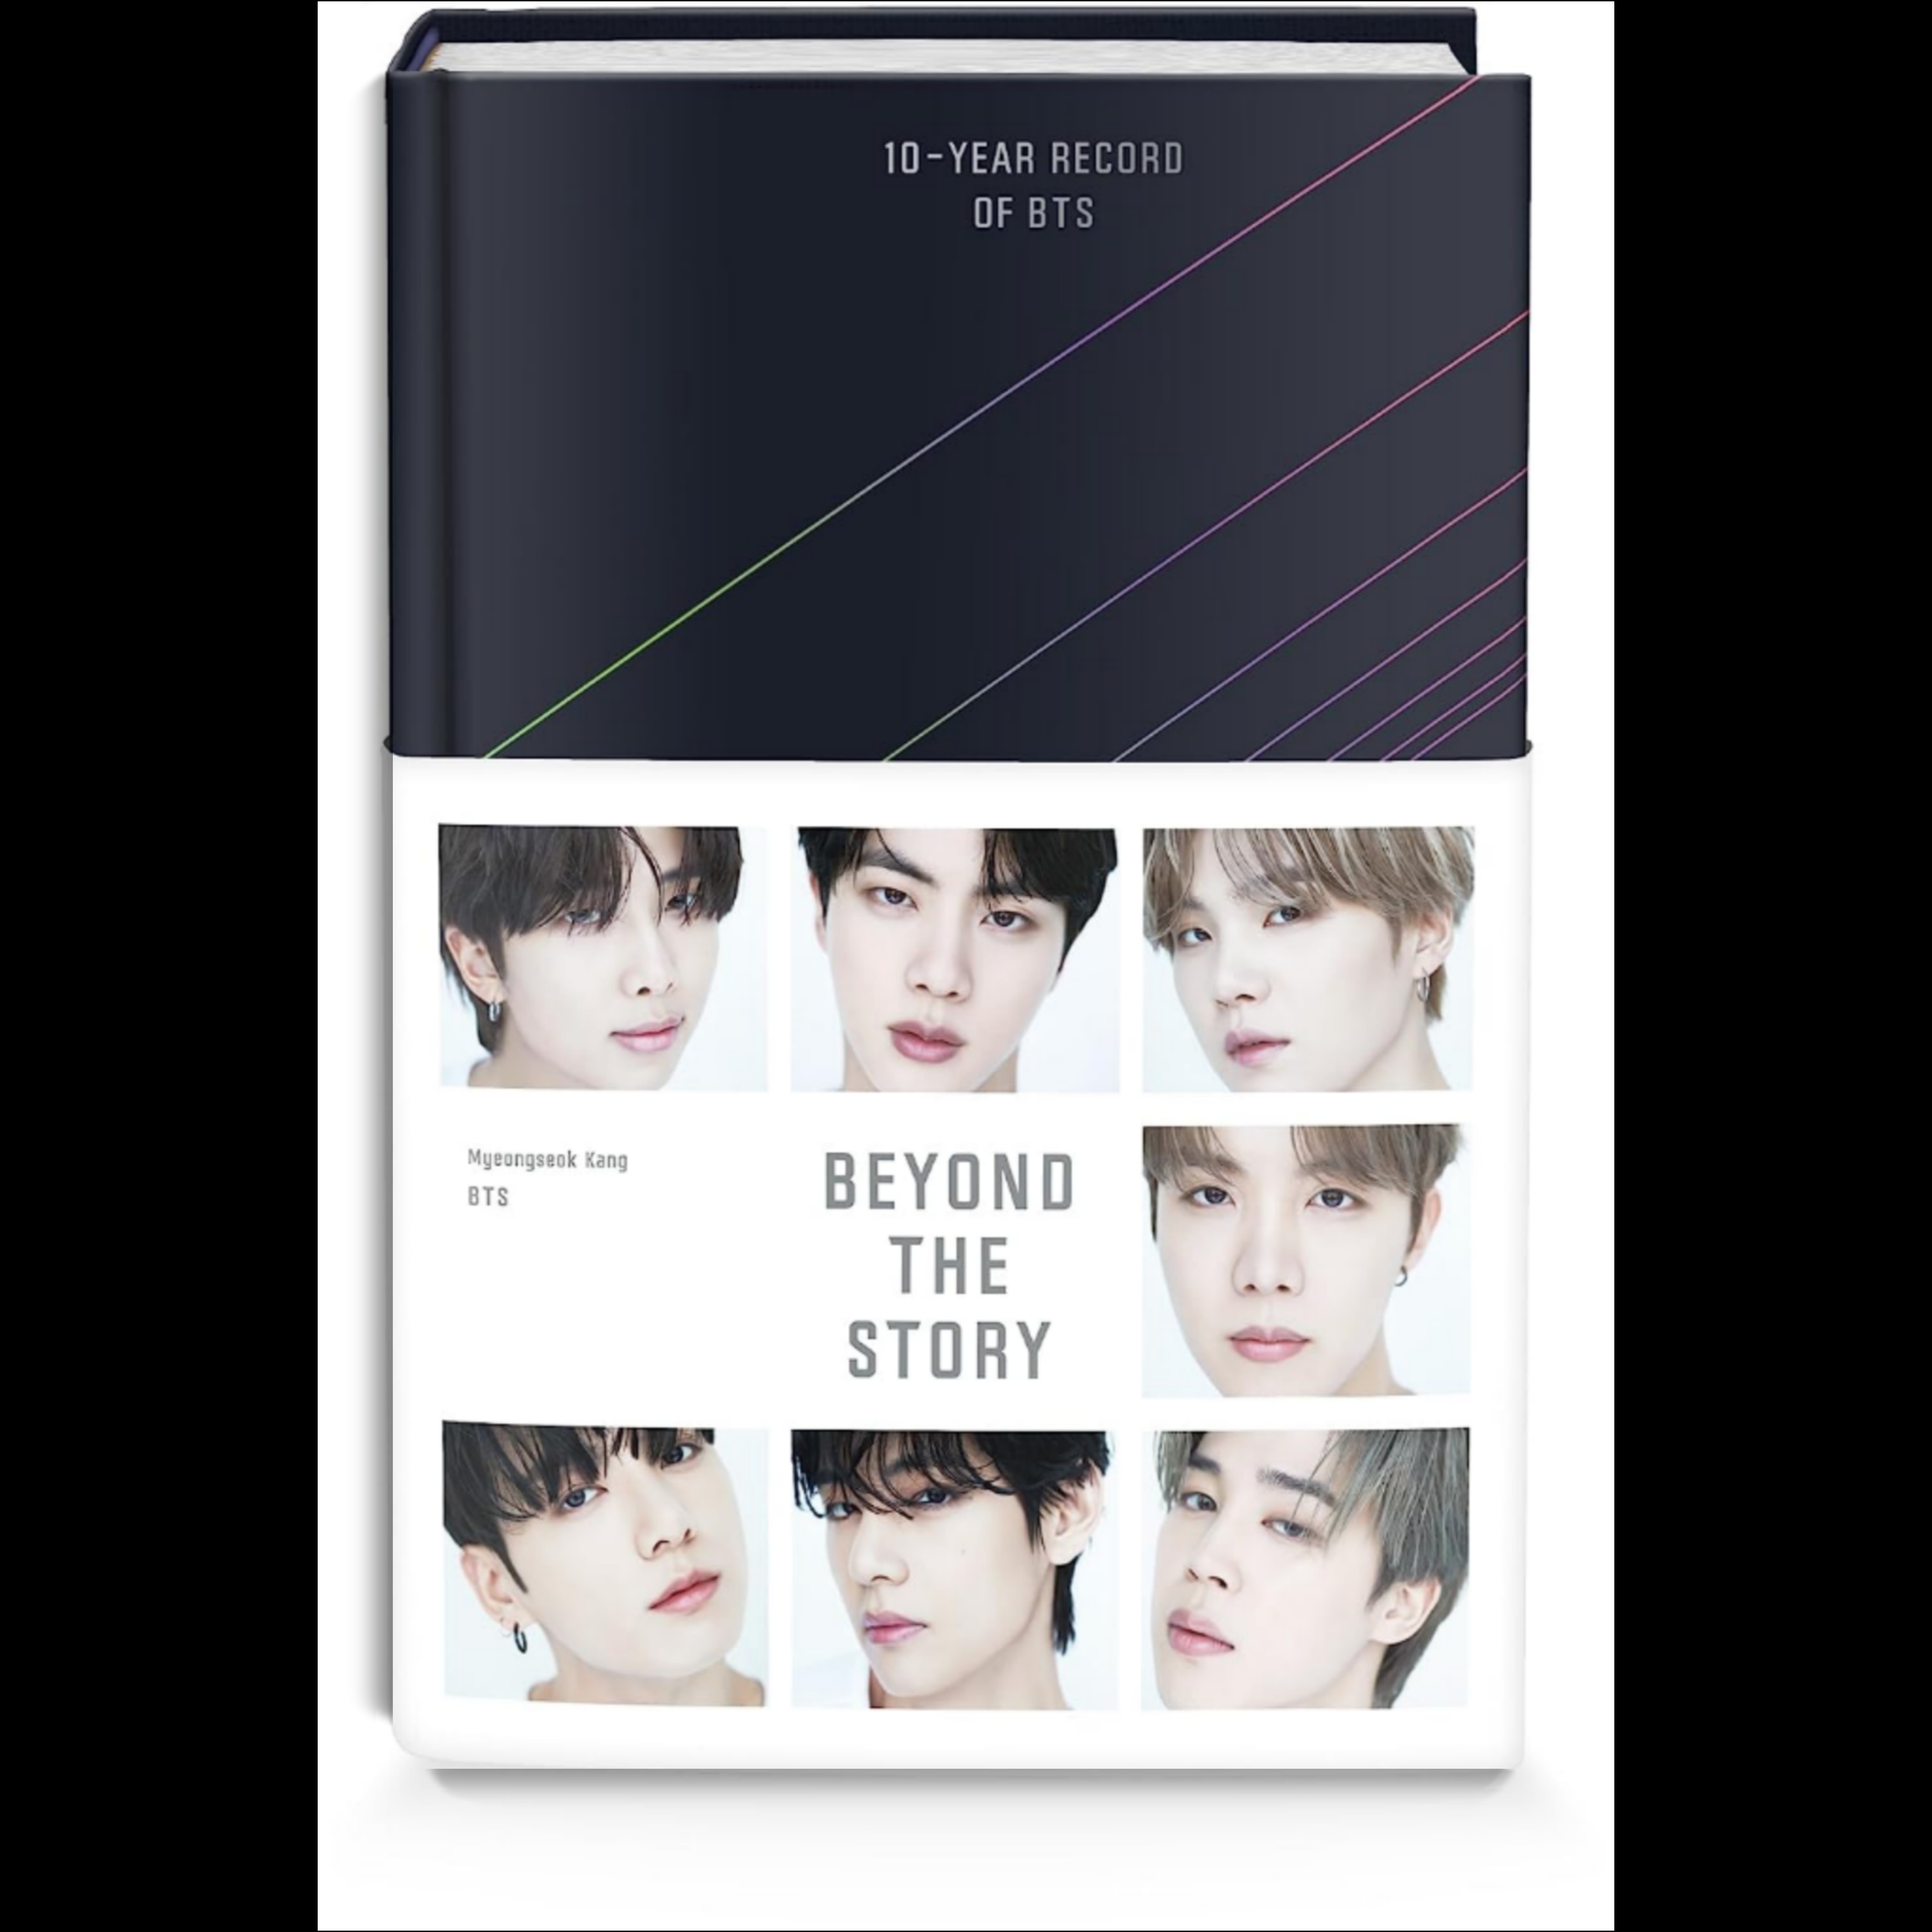 10-YEAR RECORD
OF BTS
Myeongseok Kang
BTS
BEYOND
THE
STORY